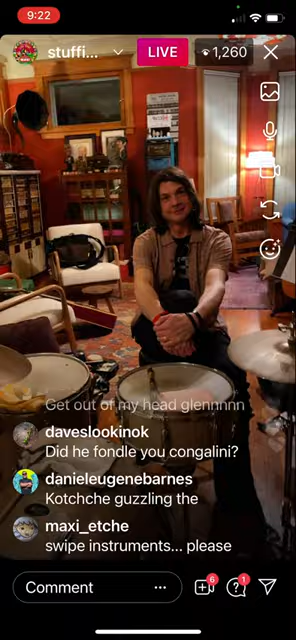 9:22
stuffi...
LIVE
1,260
Get out of my head glennnnn
daveslookinok
Did he fondle you congalini?
danieleugenebarnes
Kotchche guzzling the
maxi_etche
swipe instruments... please
Comment
6
1